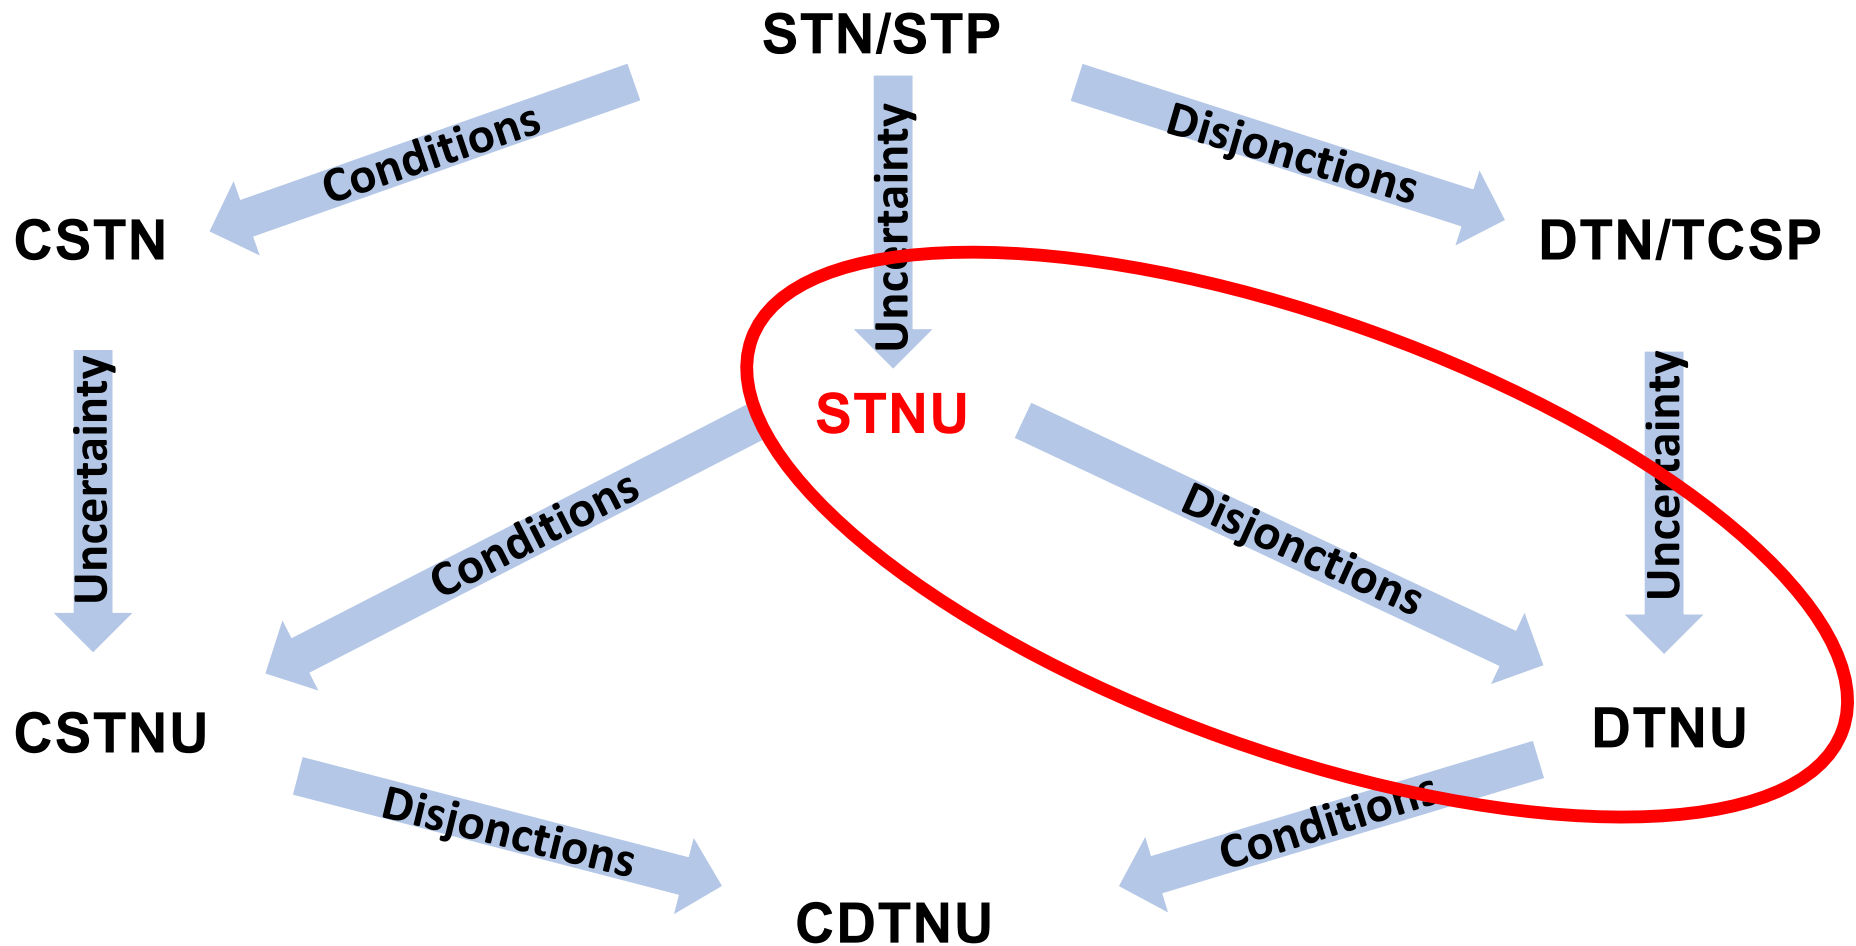 STN/STP
Conditions
Uncertainty
Disjonctions
CSTN
DTN/TCSP
Uncertainty
STNU
Uncertainty
Conditions
Disjonctions
CSTNU
DTNU
Disjonctions
Conditions
CDTNU